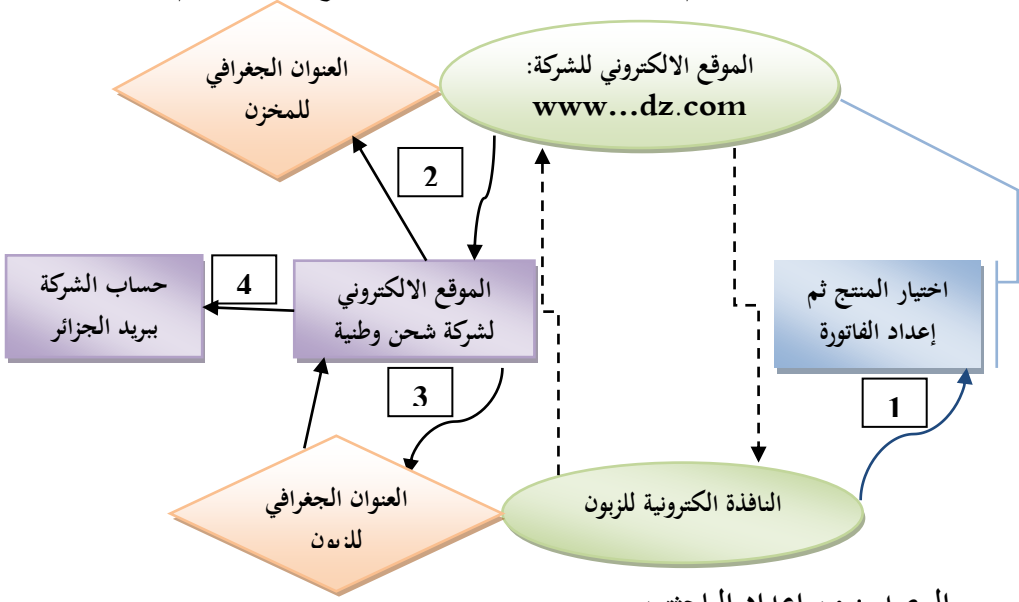 الموقع الالكتروني للشركة:
www...dz.com
العنوان الجغرافي
للمخزن
2
اختيار المنتج ثم
إعداد الفاتورة
الموقع الالكتروني
لشركة شحن وطنية
4
حساب الشركة
ببريد الجزائر
3
1
النافذة الكترونية للزبون
العنوان الجغرافي
للزبون